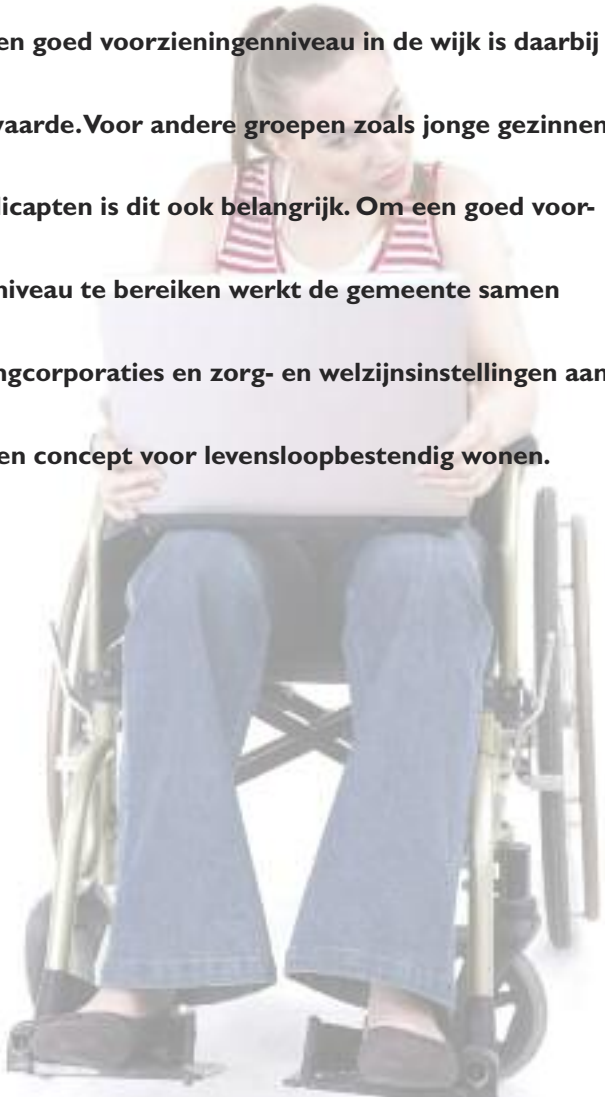 en goed voorzieningenniveau in de wijk is daarbij
vaarde. Voor andere groepen zoals jonge gezinnen
dicapten is dit ook belangrijk. Om een goed voor-
niveau te bereiken werkt de gemeente samen
ngcorporaties en zorg- en welzijnsinstellingen aan
en concept voor levensloopbestendig wonen.